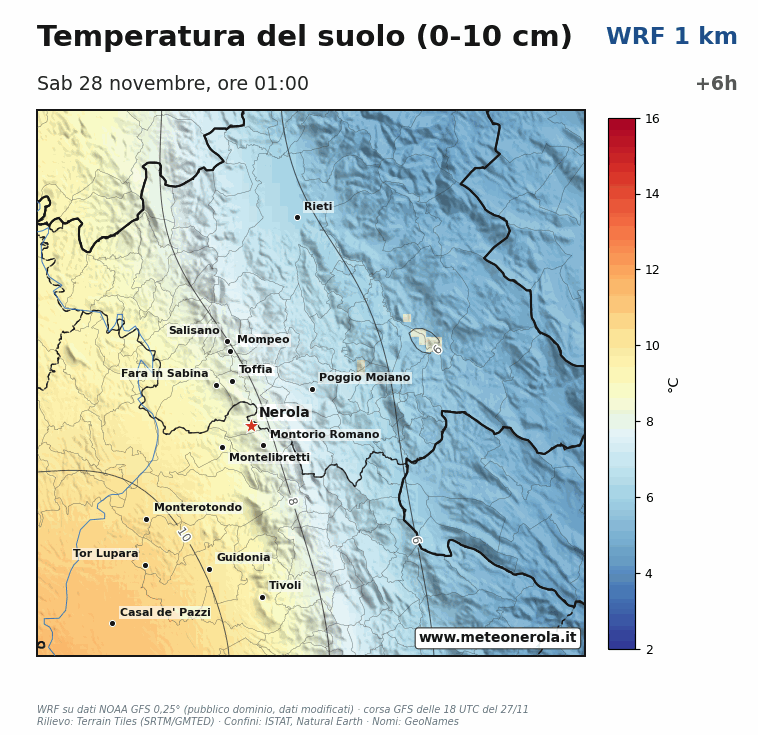 Temperatura del suolo (0-10 cm)
WRF 1 km
Sab 28 novembre, ore 01:00
+6h
16
14
12
10
8
6
4
2
°C
Rieti
Salisano
Mompeo
6
Fara in Sabina
Toffia
Poggio Moiano
Nerola
Montorio Romano
Montelibretti
8
Monterotondo
10
6
Tor Lupara
Guidonia
Tivoli
Casal de' Pazzi
www.meteonerola.it
WRF su dati NOAA GFS 0,25° (pubblico dominio, dati modificati) · corsa GFS delle 18 UTC del 27/11
Rilievo: Terrain Tiles (SRTM/GMTED) · Confini: ISTAT, Natural Earth · Nomi: GeoNames